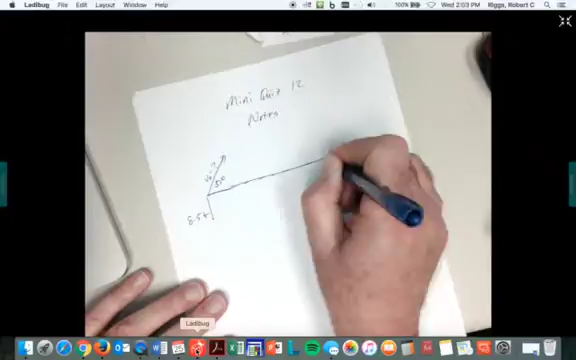 Ladibug File Edit Layout Window Help 100% Wed 2:03 PM Riggs, Robert C
Mini Quiz 12
Notes
50°
8.5 ft
Ladibug